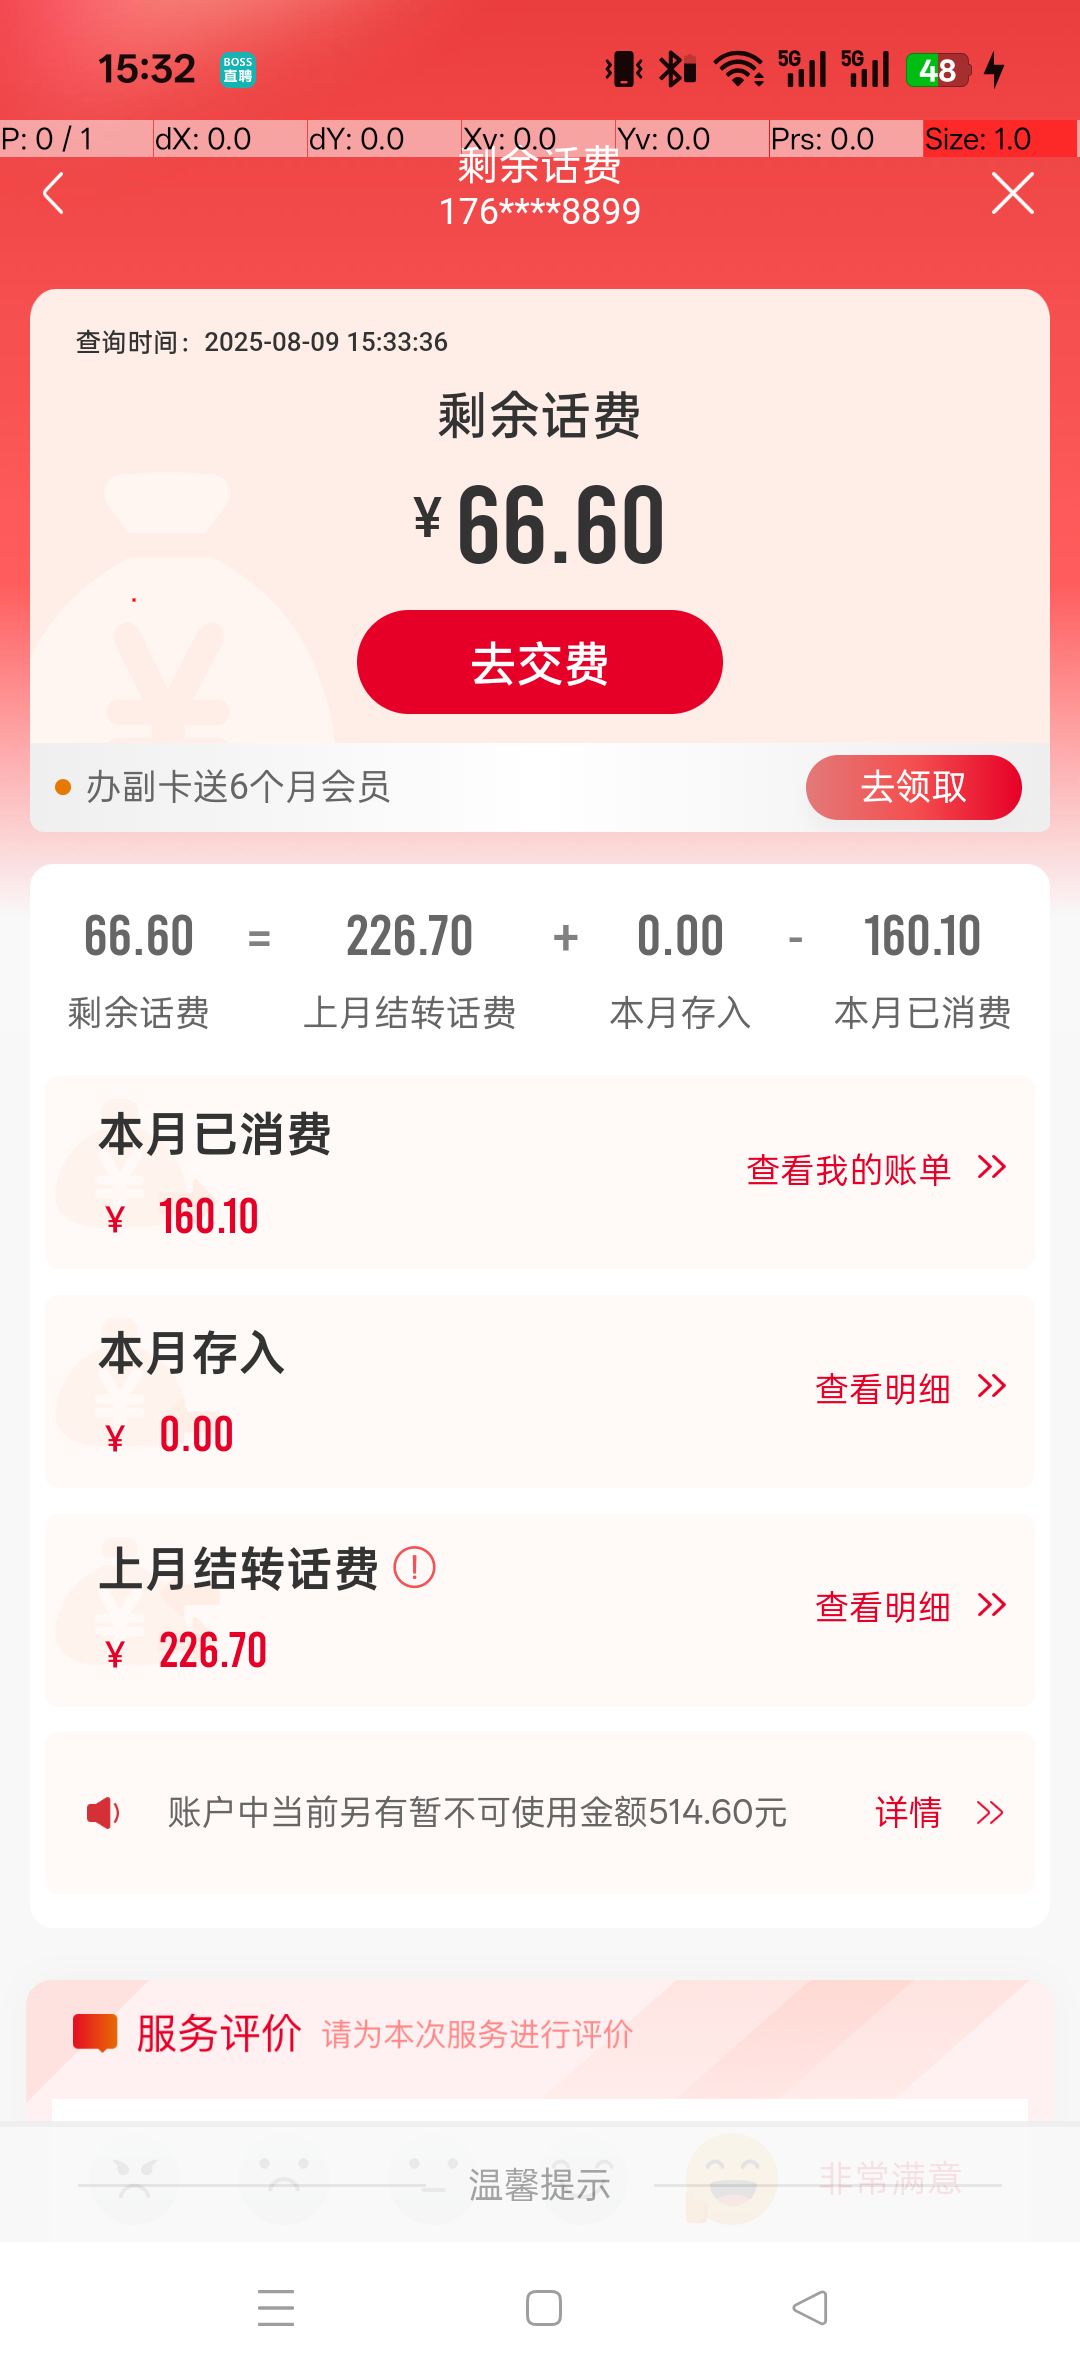 15:32
BOSS
直聘
5G
5G
48
P: 0 / 1
dX: 0.0
dY: 0.0
Xv: 0.0
Yv: 0.0
Prs: 0.0
Size: 1.0
剩余话费
176****8899
查询时间：2025-08-09 15:33:36
剩余话费
¥ 66.60
去交费
办副卡送6个月会员
去领取
66.60 = 226.70 + 0.00 - 160.10
剩余话费 上月结转话费 本月存入 本月已消费
本月已消费
查看我的账单
¥ 160.10
本月存入
查看明细
¥ 0.00
上月结转话费
查看明细
¥ 226.70
账户中当前另有暂不可使用金额514.60元 详情
服务评价 请为本次服务进行评价
温馨提示
非常满意